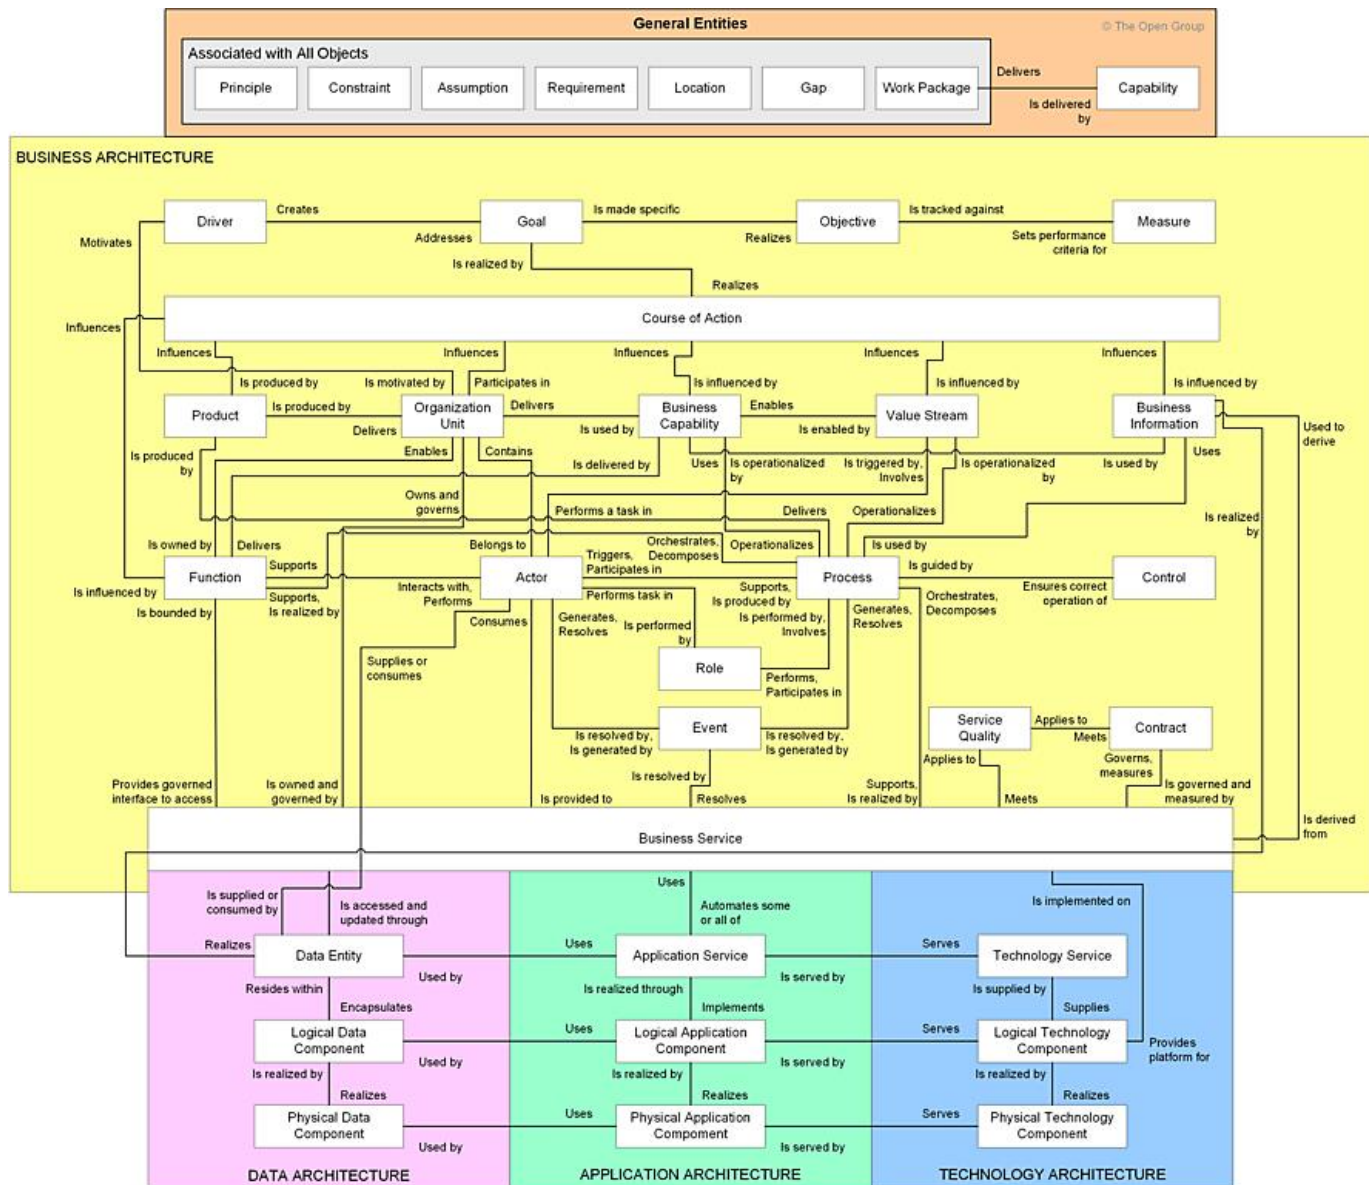 General Entities
© The Open Group
Associated with All Objects
Principle
Constraint
Assumption
Requirement
Location
Gap
Work Package
Delivers
Is delivered
by
Capability
BUSINESS ARCHITECTURE
Driver
Creates
Goal
Is made specific
Objective
Is tracked against
Measure
Motivates
Addresses
Realizes
Sets performance
criteria for
Is realized by
Realizes
Influences
Course of Action
Influences
Influences
Influences
Influences
Influences
Is produced by
Is motivated by
Participates in
Is influenced by
Is influenced by
Is influenced by
Product
Is produced by
Organization
Unit
Delivers
Business
Capability
Enables
Value Stream
Business
Information
Delivers
Is used by
Is enabled by
Used to
derive
Is produced
by
Enables
Contains
Is delivered by
Uses
Is operationalized
by
Is triggered by,
Involves
Is operationalized
by
Is used by
Uses
Owns and
governs
Performs a task in
Delivers
Operationalizes
Is realized
by
Is owned by
Delivers
Belongs to
Orchestrates,
Decomposes
Operationalizes
Is used by
Supports
Triggers,
Participates in
Is guided by
Function
Actor
Process
Control
Is influenced by
Supports,
Is realized by
Interacts with,
Performs
Performs task in
Supports,
Is produced by
Orchestrates,
Decomposes
Ensures correct
operation of
Is bounded by
Consumes
Generates,
Resolves
Is performed
by
Is performed by,
Involves
Generates,
Resolves
Supplies or
consumes
Role
Performs,
Participates in
Event
Service
Quality
Applies to
Meets
Contract
Is resolved by,
Is generated by
Is resolved by,
Is generated by
Applies to
Governs,
measures
Is resolved by
Provides governed
interface to access
Is owned and
governed by
Is provided to
Resolves
Supports,
Is realized by
Meets
Is governed and
measured by
Business Service
Is derived
from
Is supplied or
consumed by
Is accessed and
updated through
Uses
Automates some
or all of
Is implemented on
Realizes
Data Entity
Uses
Used by
Application Service
Serves
Is served by
Technology Service
Resides within
Encapsulates
Is realized through
Implements
Is supplied by
Supplies
Logical Data
Component
Uses
Used by
Logical Application
Component
Serves
Is served by
Logical Technology
Component
Provides
platform for
Is realized by
Realizes
Is realized by
Realizes
Is realized by
Realizes
Physical Data
Component
Uses
Used by
Physical Application
Component
Serves
Is served by
Physical Technology
Component
DATA ARCHITECTURE
APPLICATION ARCHITECTURE
TECHNOLOGY ARCHITECTURE